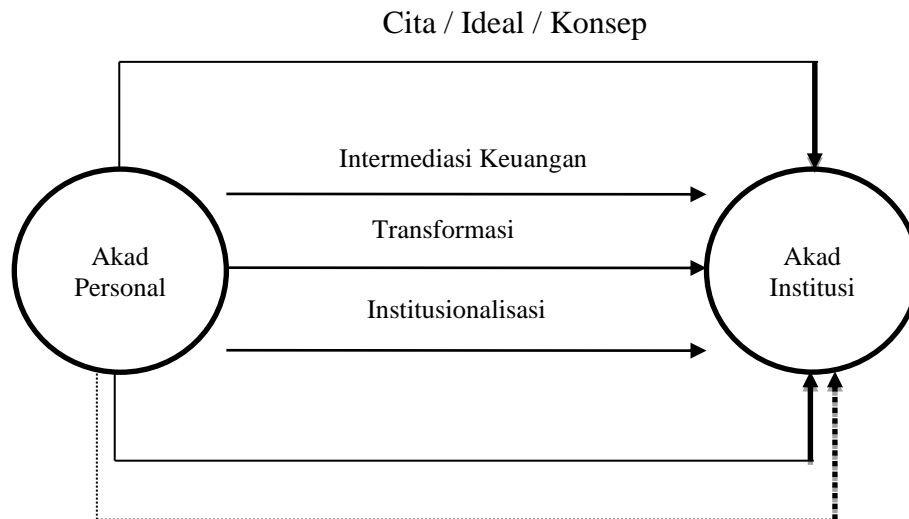 Cita / Ideal / Konsep
Intermediasi Keuangan
Transformasi
Akad
Personal
Akad
Institusi
Institusionalisasi